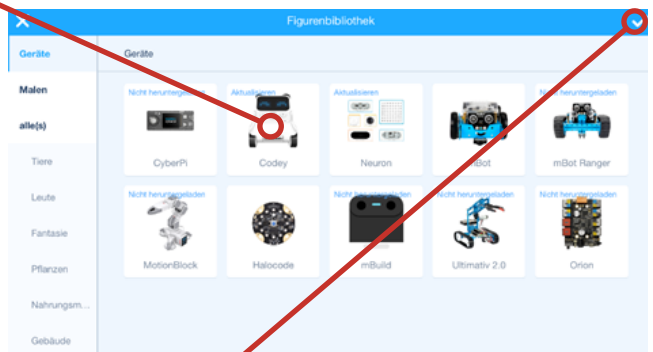 Figurenbibliothek
Geräte
Geräte
Malen
alle(s)
Tiere
Leute
Fantasie
Pflanzen
Nahrungsm...
Gebäude
Nicht heruntergeladen
CyberPi
Aktualisieren
Codey
Aktualisieren
Neuron
Nicht heruntergeladen
mBot Ranger
Nicht heruntergeladen
MotionBlock
Halocode
Nicht heruntergeladen
mBuild
Nicht heruntergeladen
Ultimativ 2.0
Nicht heruntergeladen
Orion